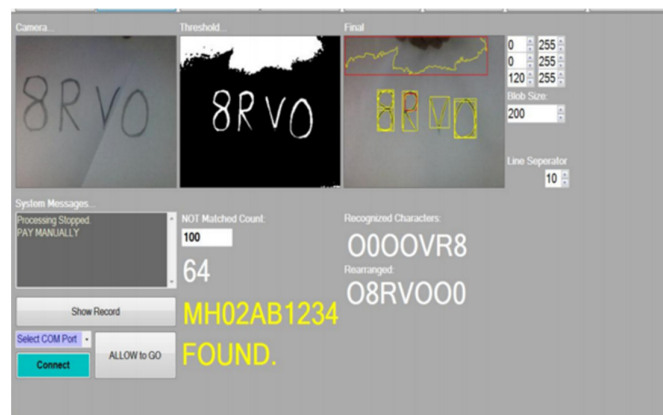 Camera...
Threshold...
Final
8RVO
8RVO
8RVO
0 255
0 255
120 255
Blob Size:
200
Line Seperator
10
System Messages...
Processing Stopped.
PAY MANUALLY
NOT Matched Count:
100
64
Recognized Characters:
O0OOVR8
Rearranged:
O8RVOO0
Show Record
MH02AB1234
FOUND.
Select COM Port
Connect
ALLOW to GO